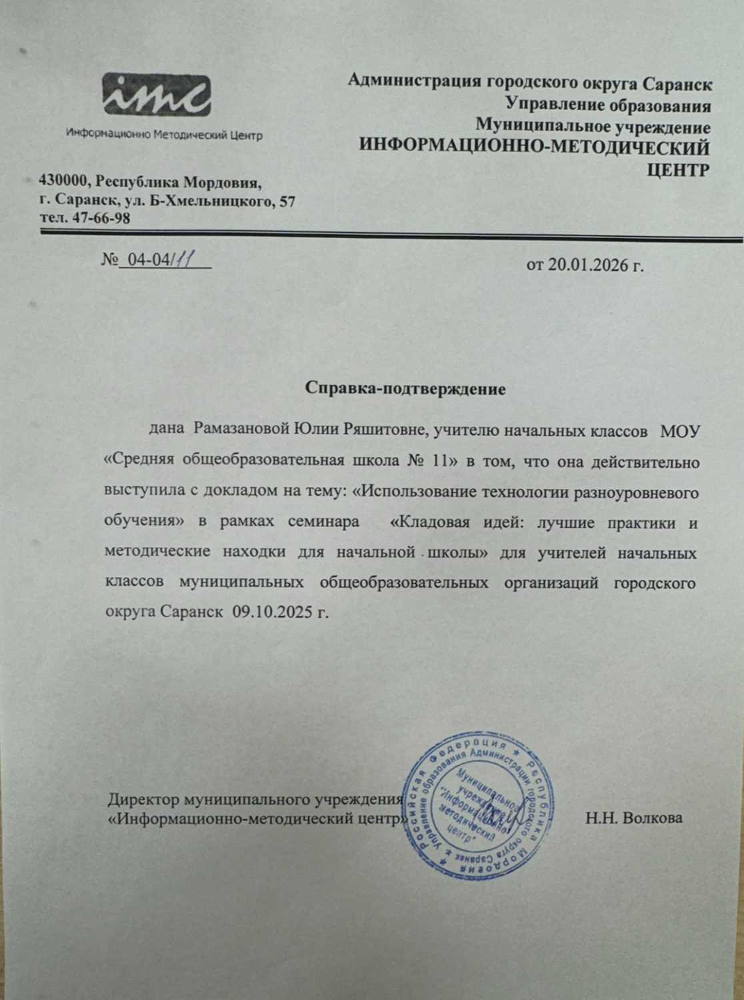 imc
Информационно Методический Центр
Администрация городского округа Саранск
Управление образования
Муниципальное учреждение
ИНФОРМАЦИОННО-МЕТОДИЧЕСКИЙ
ЦЕНТР
430000, Республика Мордовия,
г. Саранск, ул. Б-Хмельницкого, 57
тел. 47-66-98
№ 04-04/11
от 20.01.2026 г.
Справка-подтверждение
дана Рамазановой Юлии Ряшитовне, учителю начальных классов МОУ
«Средняя общеобразовательная школа № 11» в том, что она действительно
выступила с докладом на тему: «Использование технологии разноуровневого
обучения» в рамках семинара «Кладовая идей: лучшие практики и
методические находки для начальной школы» для учителей начальных
классов муниципальных общеобразовательных организаций городского
округа Саранск 09.10.2025 г.
Директор муниципального учреждения
«Информационно-методический центр»
Н.Н. Волкова
Российская Федерация * Республика Мордовия *
Управление образования Администрации городского округа Саранск *
Муниципальное
учреждение
"Информационно-
методический
центр"